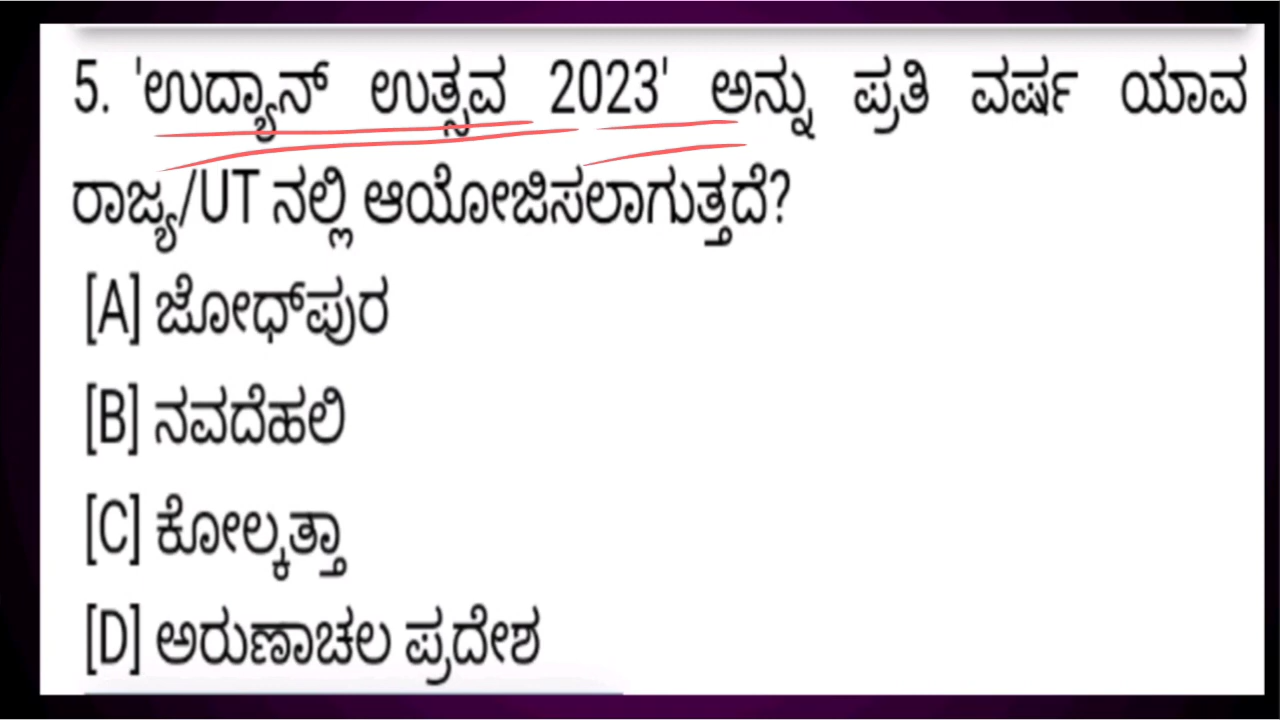 5. 'ಉದ್ಯಾನ್ ಉತ್ಸವ 2023' ಅನ್ನು ಪ್ರತಿ ವರ್ಷ ಯಾವ
ರಾಜ್ಯ/UT ನಲ್ಲಿ ಆಯೋಜಿಸಲಾಗುತ್ತದೆ?
[A] ಜೋಧ್‌ಪುರ
[B] ನವದೆಹಲಿ
[C] ಕೋಲ್ಕತ್ತಾ
[D] ಅರುಣಾಚಲ ಪ್ರದೇಶ